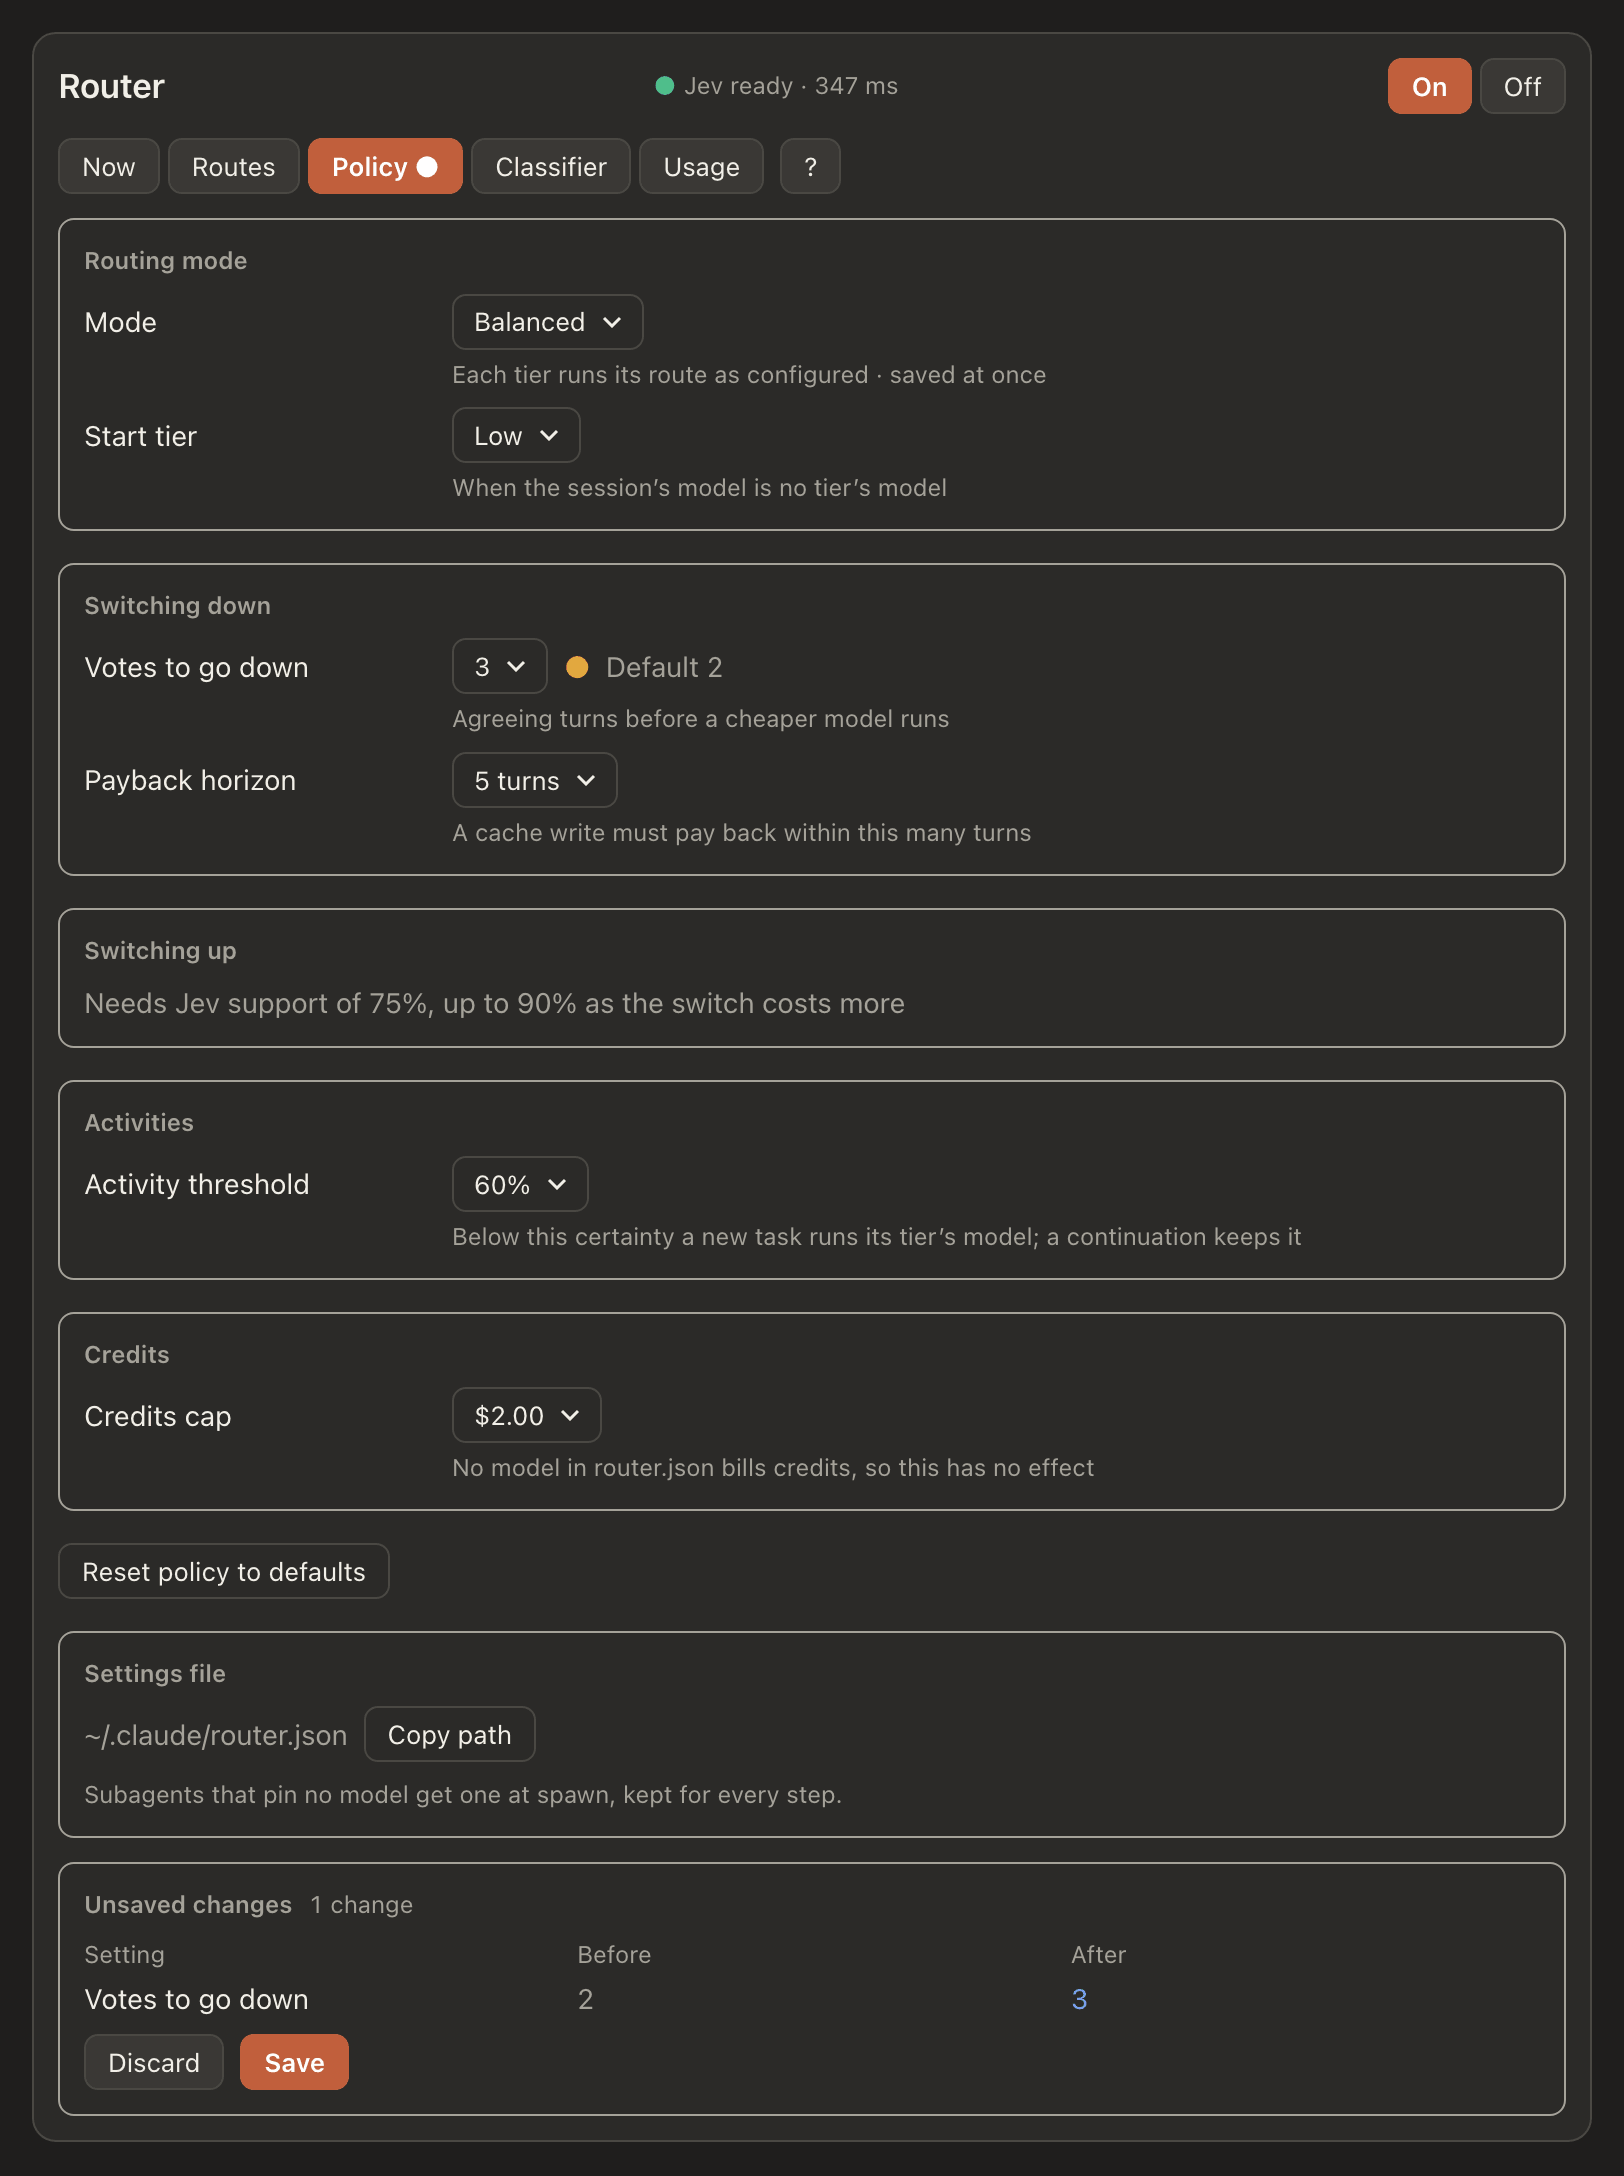 Router
Jev ready · 347 ms
On
Off
Now
Routes
Policy
Classifier
Usage
?
Routing mode
Mode
Balanced
Each tier runs its route as configured · saved at once
Start tier
Low
When the session’s model is no tier’s model
Switching down
Votes to go down
3
Default 2
Agreeing turns before a cheaper model runs
Payback horizon
5 turns
A cache write must pay back within this many turns
Switching up
Needs Jev support of 75%, up to 90% as the switch costs more
Activities
Activity threshold
60%
Below this certainty a new task runs its tier’s model; a continuation keeps it
Credits
Credits cap
$2.00
No model in router.json bills credits, so this has no effect
Reset policy to defaults
Settings file
~/.claude/router.json
Copy path
Subagents that pin no model get one at spawn, kept for every step.
Unsaved changes 1 change
Setting Before After
Votes to go down 2 3
Discard
Save